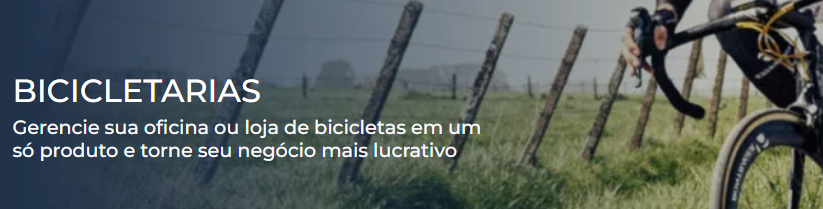 BICICLETARIAS
Gerencie sua oficina ou loja de bicicletas em um
só produto e torne seu negócio mais lucrativo